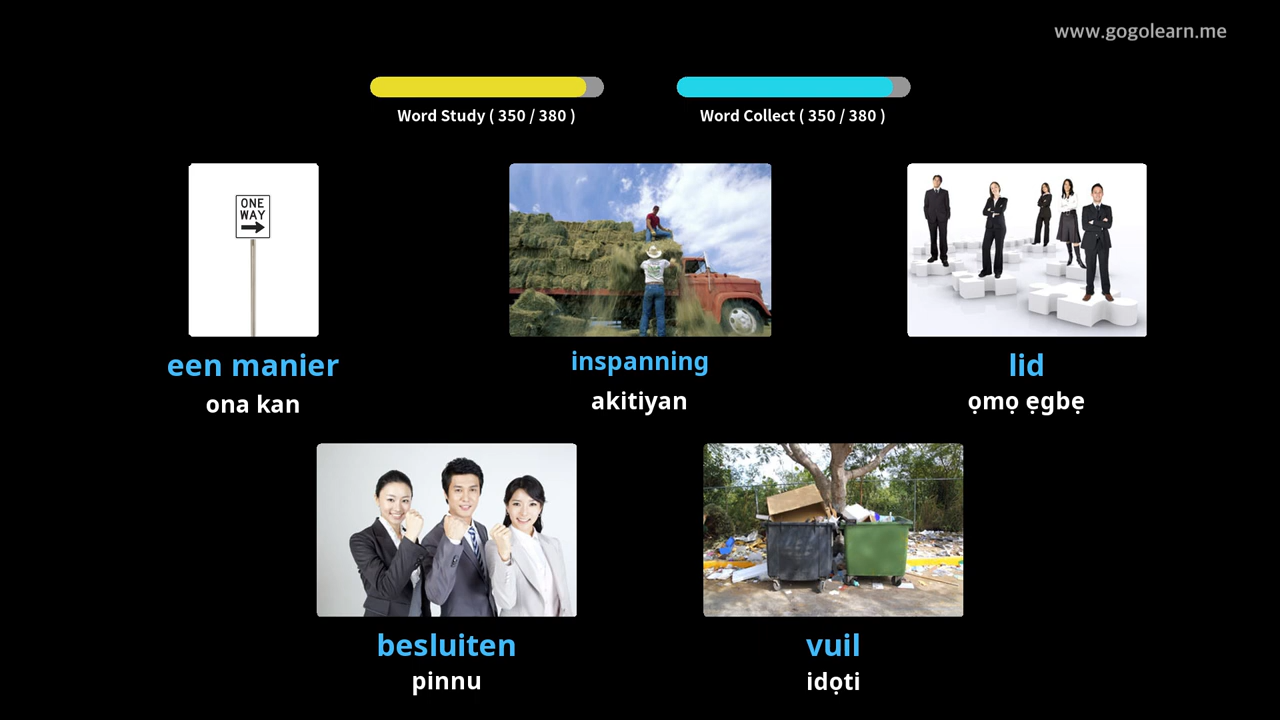 www.gogolearn.me
Word Study ( 350 / 380 )
Word Collect ( 350 / 380 )
ONE
WAY
een manier
ona kan
inspanning
akitiyan
lid
ọmọ ẹgbẹ
besluiten
pinnu
vuil
idọti